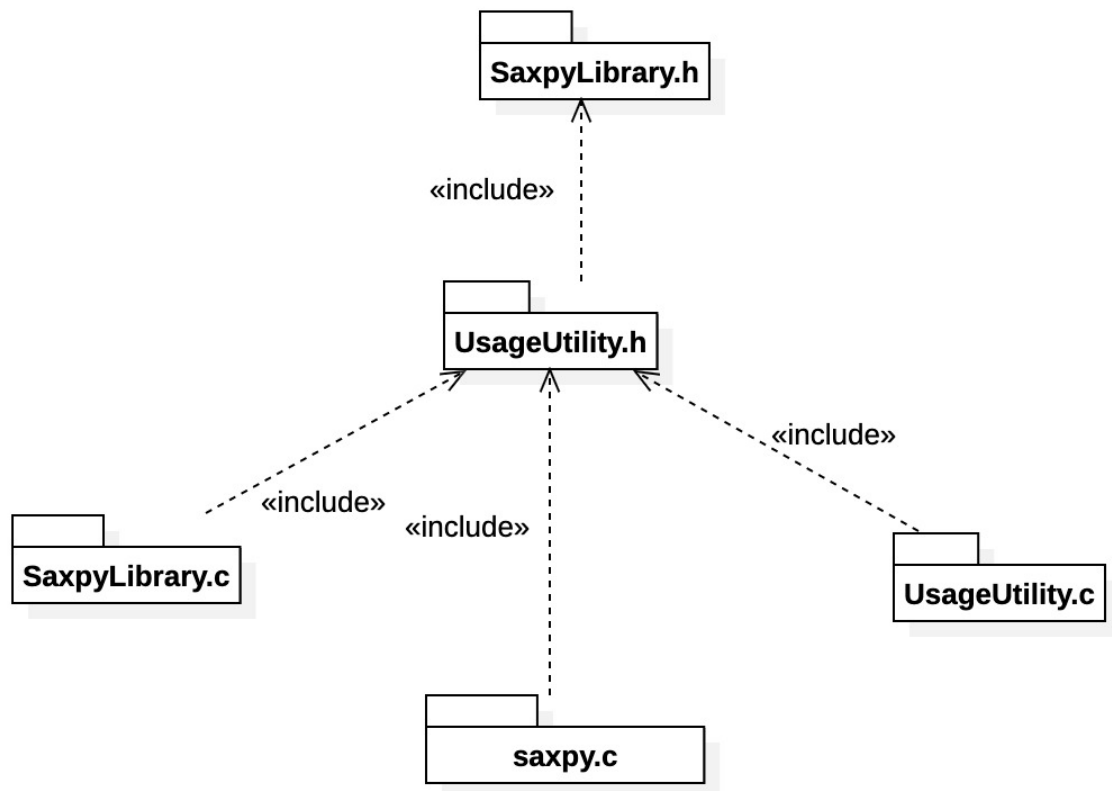 SaxpyLibrary.h
«include»
UsageUtility.h
«include»
«include»
«include»
SaxpyLibrary.c
UsageUtility.c
saxpy.c